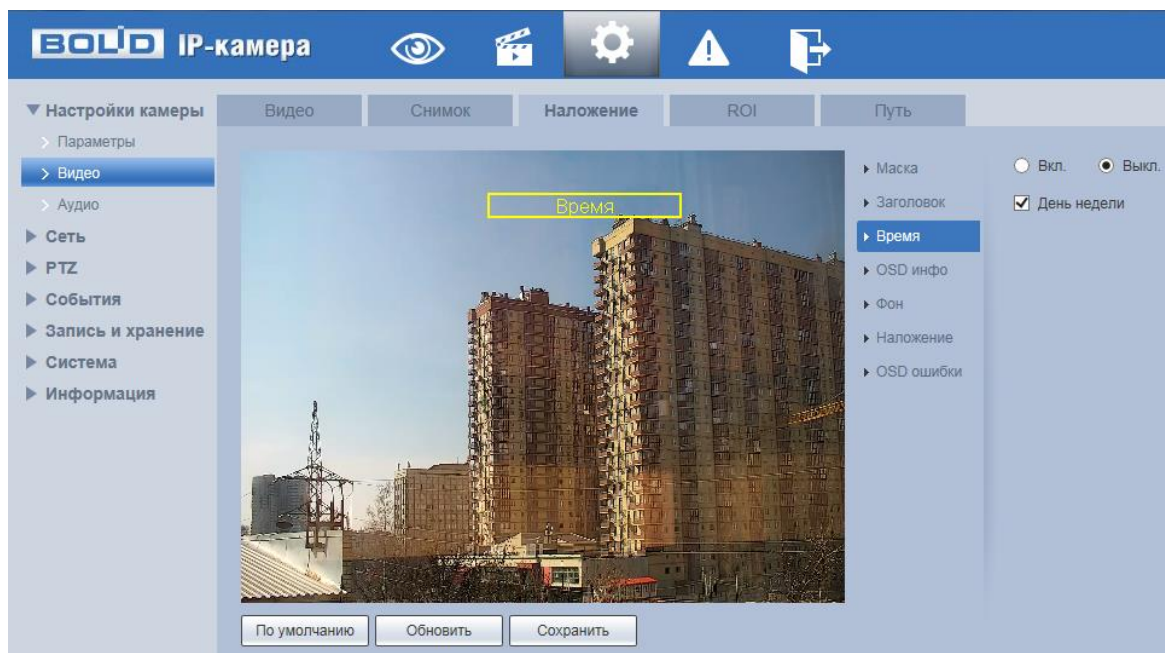 BOLID IP-камера
Настройки камеры
Параметры
Видео
Аудио
Сеть
PTZ
События
Запись и хранение
Система
Информация
Видео
Снимок
Наложение
ROI
Путь
Время
Маска
Заголовок
Время
OSD инфо
Фон
Наложение
OSD ошибки
Вкл. Выкл.
День недели
По умолчанию
Обновить
Сохранить